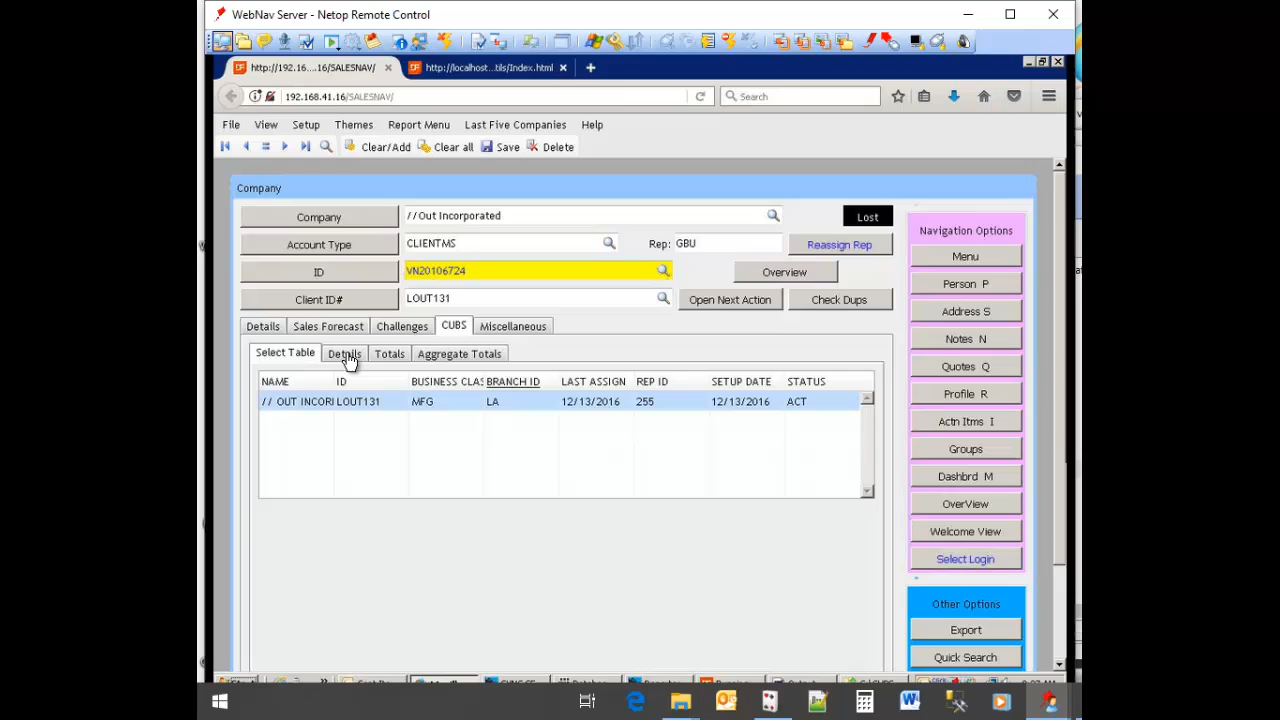 WebNav Server - Netop Remote Control
http://192.16....16/SALESNAV/ http://localhost...tils/Index.html
192.168.41.16/SALESNAV/ Search
File View Setup Themes Report Menu Last Five Companies Help
Clear/Add Clear all Save Delete
Company
Company //Out Incorporated Lost
Account Type CLIENTMS Rep: GBU Reassign Rep
ID VN20106724 Overview
Client ID# LOUT131 Open Next Action Check Dups
Details Sales Forecast Challenges CUBS Miscellaneous
Select Table Details Totals Aggregate Totals
NAME ID BUSINESS CLAS BRANCH ID LAST ASSIGN REP ID SETUP DATE STATUS
// OUT INCORI LOUT131 MFG LA 12/13/2016 255 12/13/2016 ACT
Navigation Options
Menu
Person P
Address S
Notes N
Quotes Q
Profile R
Actn Itms I
Groups
Dashbrd M
OverView
Welcome View
Select Login
Other Options
Export
Quick Search